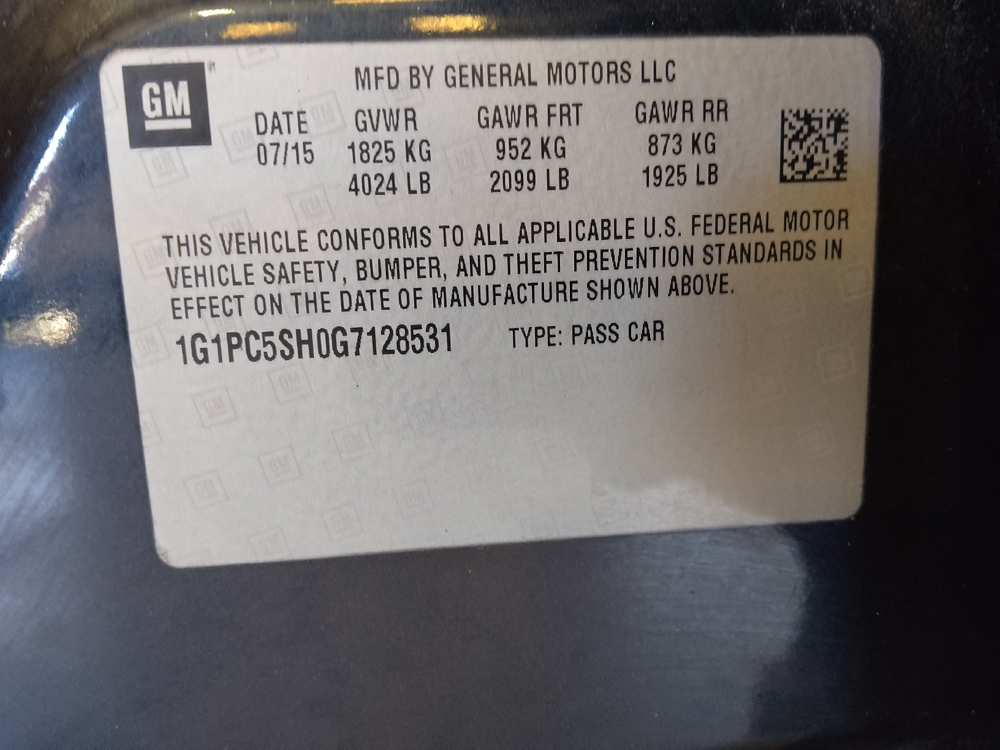 GM
MFD BY GENERAL MOTORS LLC
DATE GVWR GAWR FRT GAWR RR
07/15 1825 KG 952 KG 873 KG
4024 LB 2099 LB 1925 LB
THIS VEHICLE CONFORMS TO ALL APPLICABLE U.S. FEDERAL MOTOR
VEHICLE SAFETY, BUMPER, AND THEFT PREVENTION STANDARDS IN
EFFECT ON THE DATE OF MANUFACTURE SHOWN ABOVE.
1G1PC5SH0G7128531 TYPE: PASS CAR